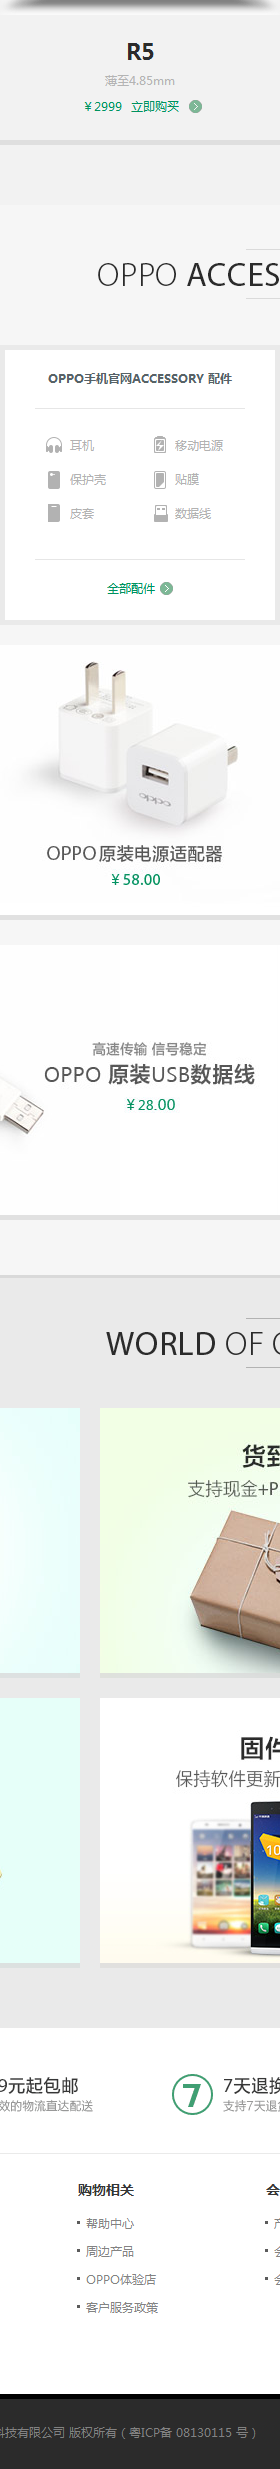 R5
薄至4.85mm
￥2999 立即购买
OPPO ACCES
OPPO手机官网ACCESSORY 配件
耳机 移动电源
保护壳 贴膜
皮套 数据线
全部配件
oppo
OPPO原装电源适配器
￥58.00
高速传输 信号稳定
OPPO 原装USB数据线
￥28.00
WORLD OF
货到
支持现金+P
固件
保持软件更新
10
9元起包邮
效的物流直达配送
7
7天退换
支持7天退
购物相关
帮助中心
周边产品
OPPO体验店
客户服务政策
会
科技有限公司 版权所有 ( 粤ICP备 08130115 号 )